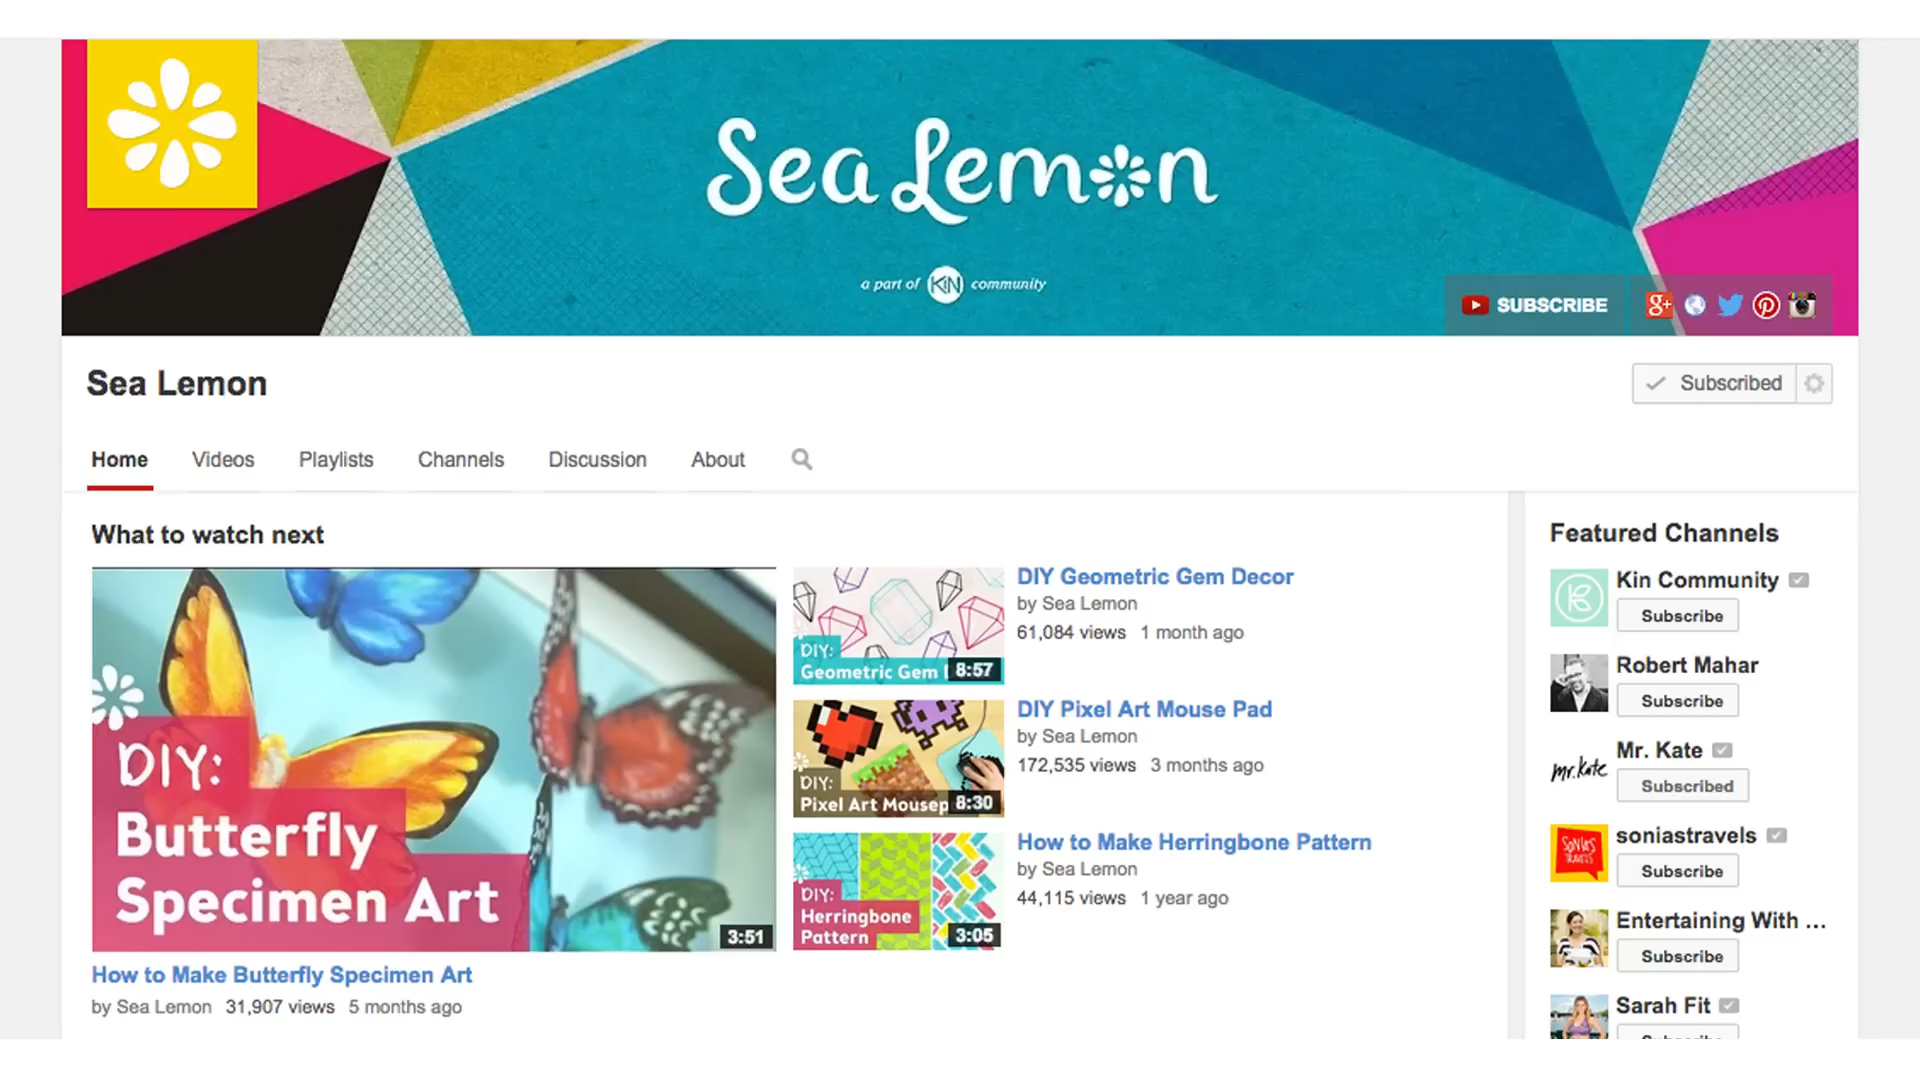 Sea Lemon
a part of KIN community
SUBSCRIBE
g+
Sea Lemon
Subscribed
Home Videos Playlists Channels Discussion About
What to watch next
DIY:
Butterfly
Specimen Art
3:51
How to Make Butterfly Specimen Art
by Sea Lemon 31,907 views 5 months ago
DIY:
Geometric Gem
8:57
DIY Geometric Gem Decor
by Sea Lemon
61,084 views 1 month ago
DIY:
Pixel Art Mousep
8:30
DIY Pixel Art Mouse Pad
by Sea Lemon
172,535 views 3 months ago
DIY:
Herringbone
Pattern
3:05
How to Make Herringbone Pattern
by Sea Lemon
44,115 views 1 year ago
Featured Channels
Kin Community
Subscribe
Robert Mahar
Subscribe
mr.kate
Mr. Kate
Subscribed
SONIAS
TRAVELS
soniastravels
Subscribe
Entertaining With ...
Subscribe
Sarah Fit
Subscribe